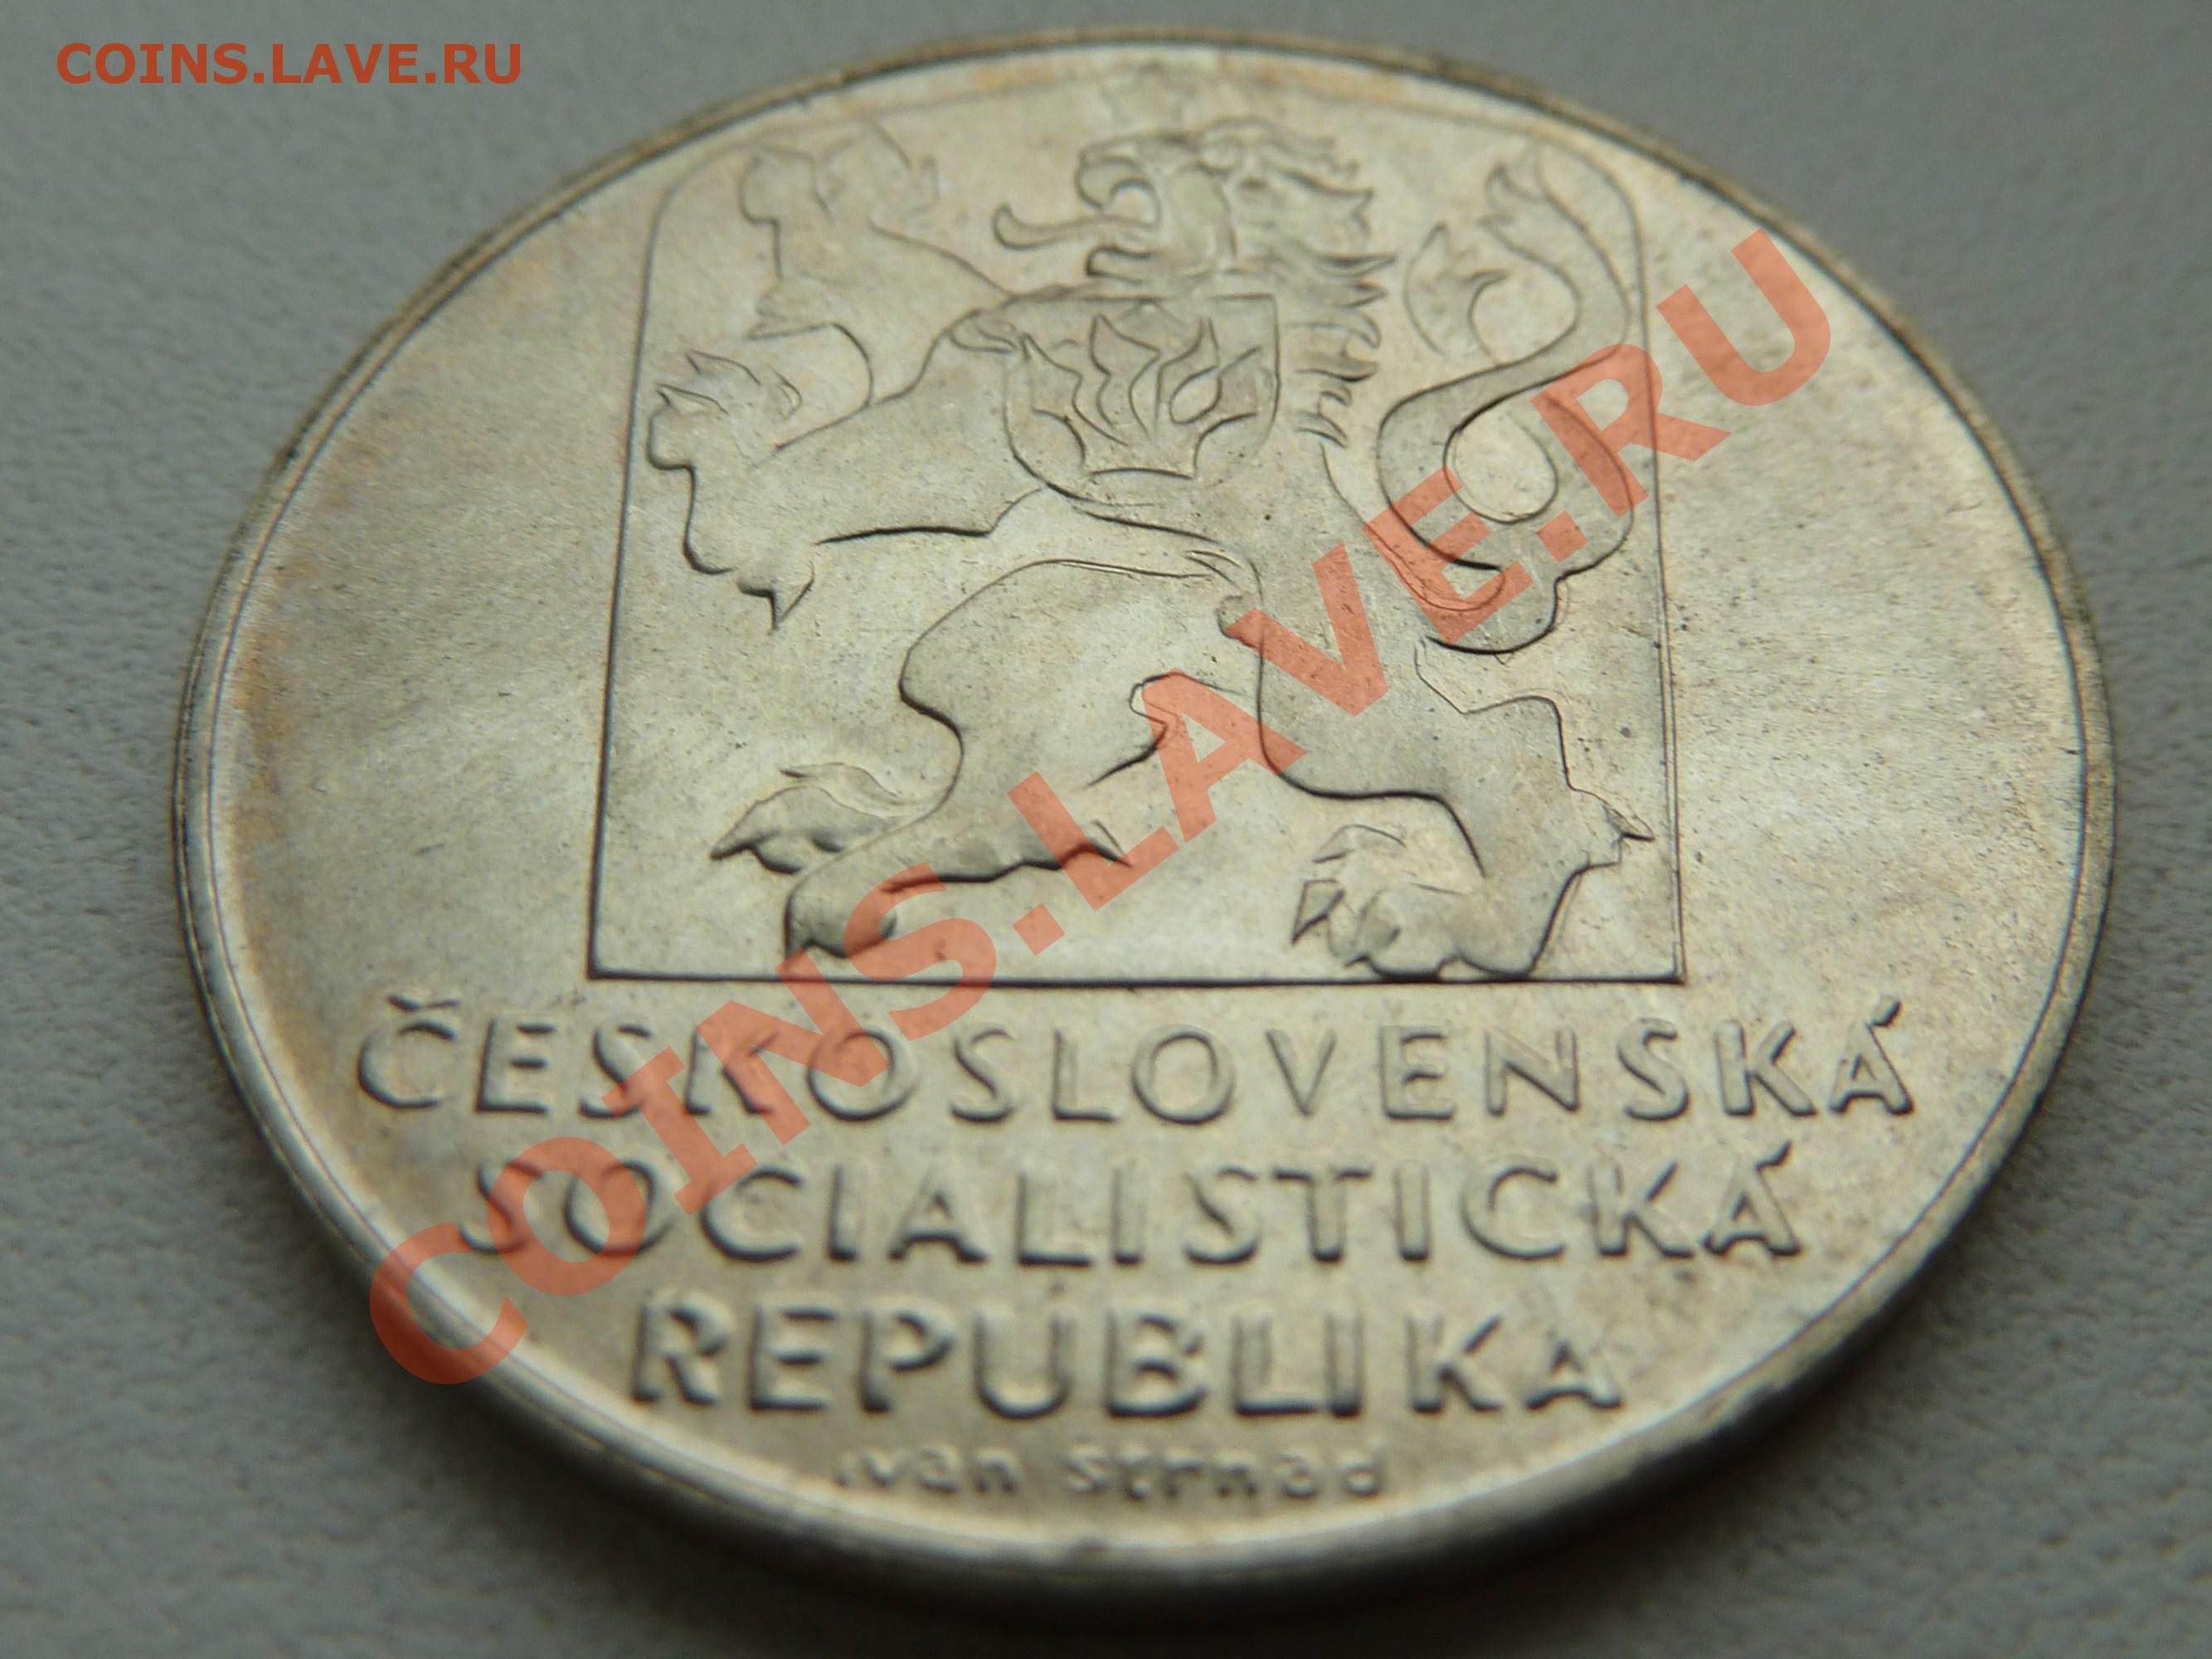 COINS.LAVE.RU
COINS.LAVE.RU
ČESKOSLOVENSKÁ
SOCIALISTICKÁ
REPUBLIKA
Ivan Strnad